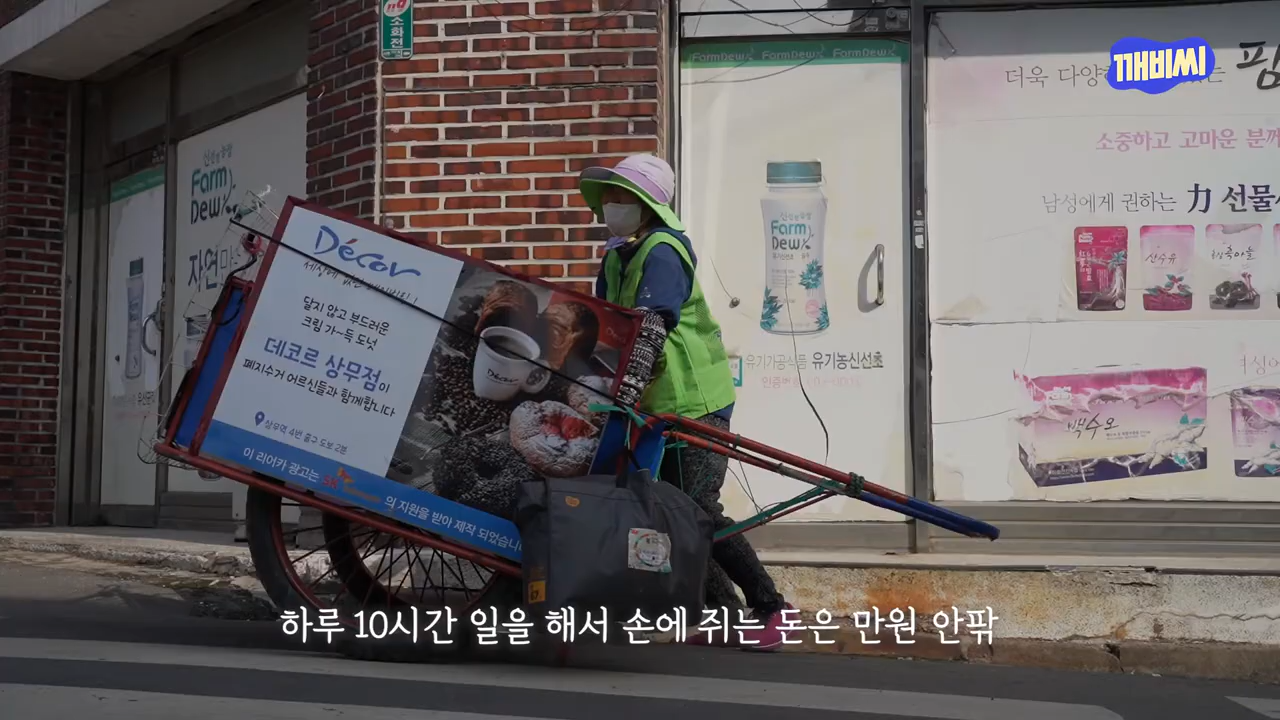 소화전
깨비씨
FarmDew
FarmDew
FarmDew
더욱 다양
소중하고 고마운 분께
남성에게 권하는 力 선물
산수유
Farm
Dew
자연
Farm
Dew
유기가공식품 유기농신선초
백수오
Décor
달지 않고 부드러운
크림 가~득 도넛
데코르 상무점이
폐지수거 어르신들과 함께합니다
상무역 4번 출구 도보 2분
이 리어카 광고는 SK
의 지원을 받아 제작 되었습니
Décor
하루 10시간 일을 해서 손에 쥐는 돈은 만원 안팎